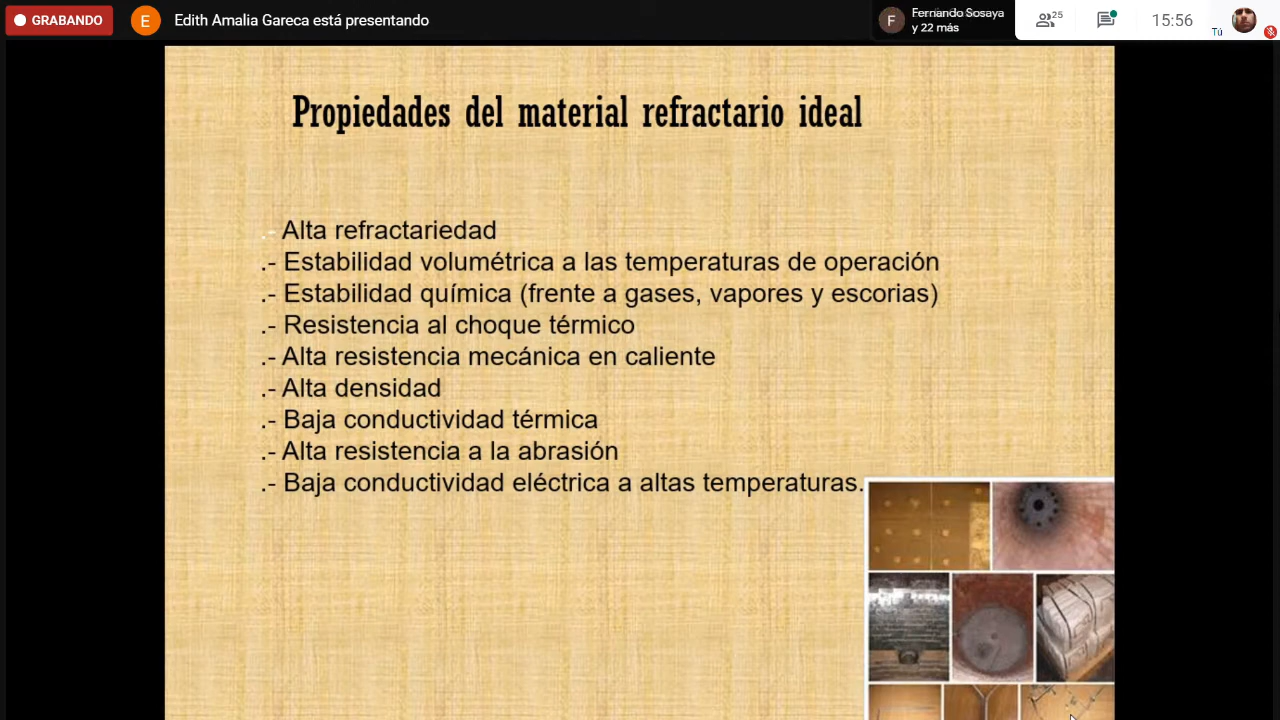 GRABANDO
E
Edith Amalia Gareca está presentando
F
Fernando Sosaya
y 22 más
25
15:56
Tú
Propiedades del material refractario ideal
.- Alta refractariedad
.- Estabilidad volumétrica a las temperaturas de operación
.- Estabilidad química (frente a gases, vapores y escorias)
.- Resistencia al choque térmico
.- Alta resistencia mecánica en caliente
.- Alta densidad
.- Baja conductividad térmica
.- Alta resistencia a la abrasión
.- Baja conductividad eléctrica a altas temperaturas.